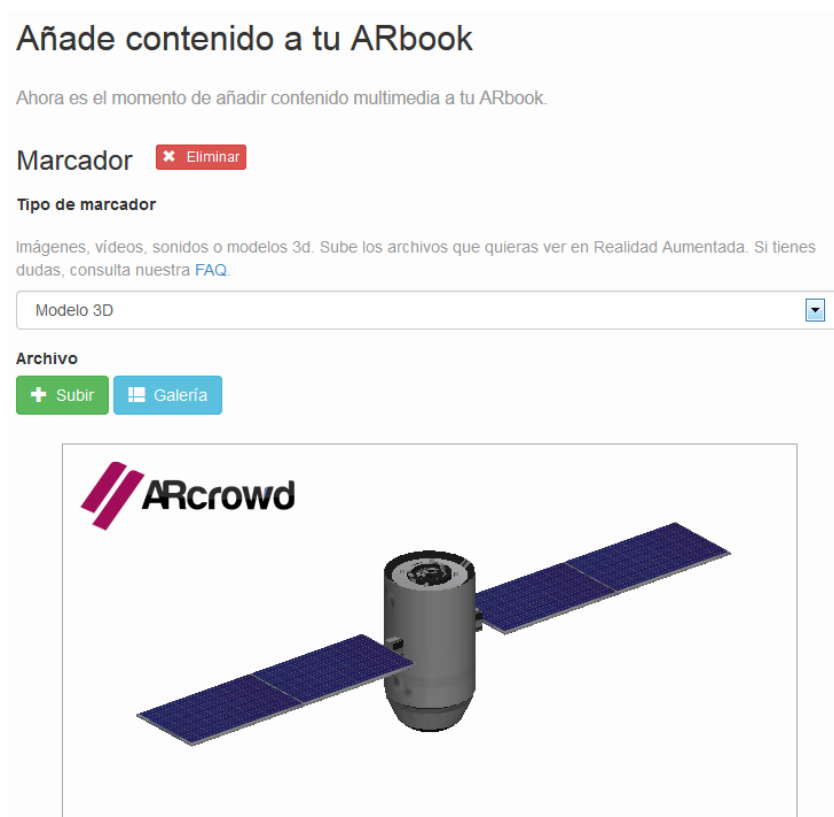 Añade contenido a tu ARbook
Ahora es el momento de añadir contenido multimedia a tu ARbook.
Marcador
Eliminar
Tipo de marcador
Imágenes, vídeos, sonidos o modelos 3d. Sube los archivos que quieras ver en Realidad Aumentada. Si tienes
dudas, consulta nuestra FAQ.
Modelo 3D
Archivo
Subir
Galería
ARcrowd